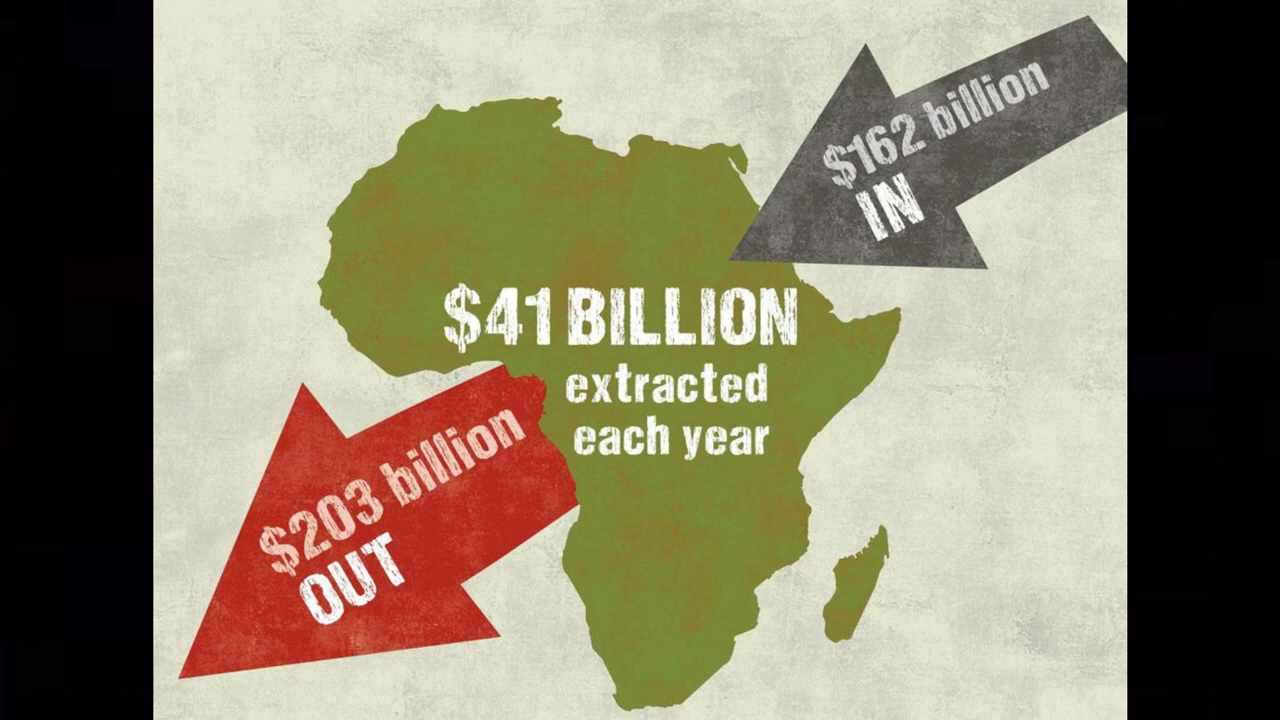 $162 billion
IN
$41 BILLION
extracted
each year
$203 billion
OUT